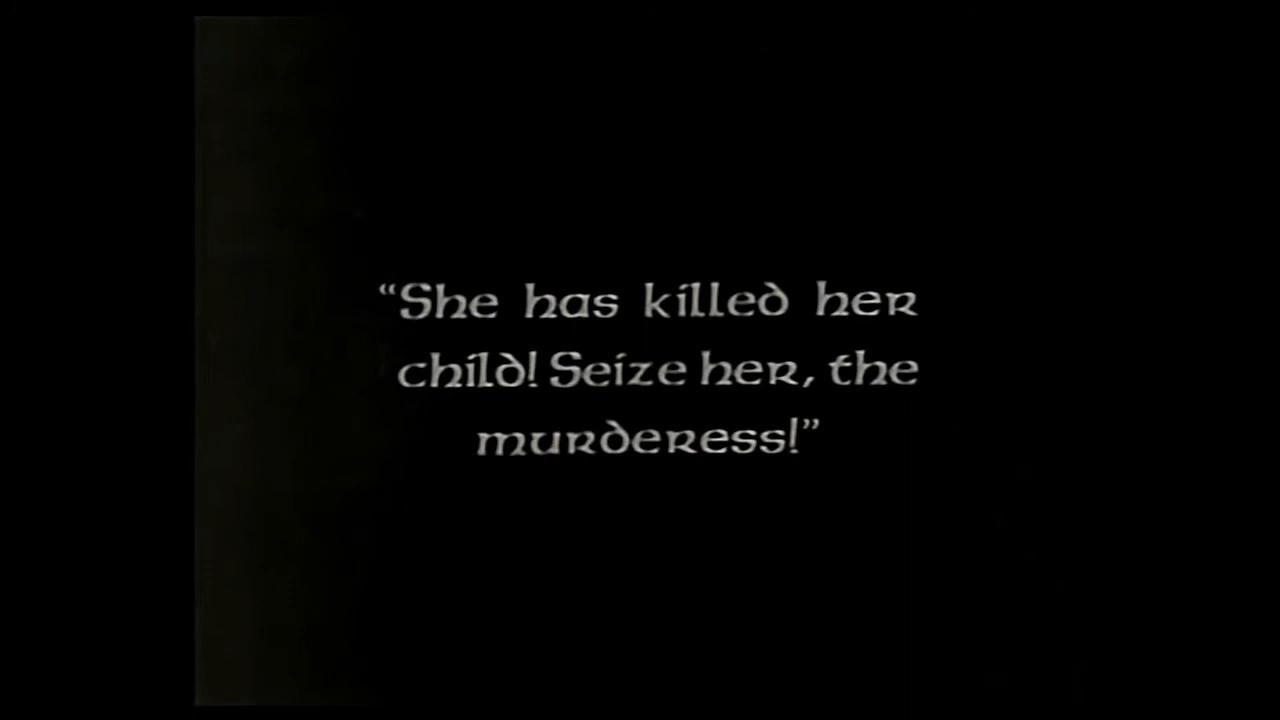 “She has killed her
child! Seize her, the
murderess!”